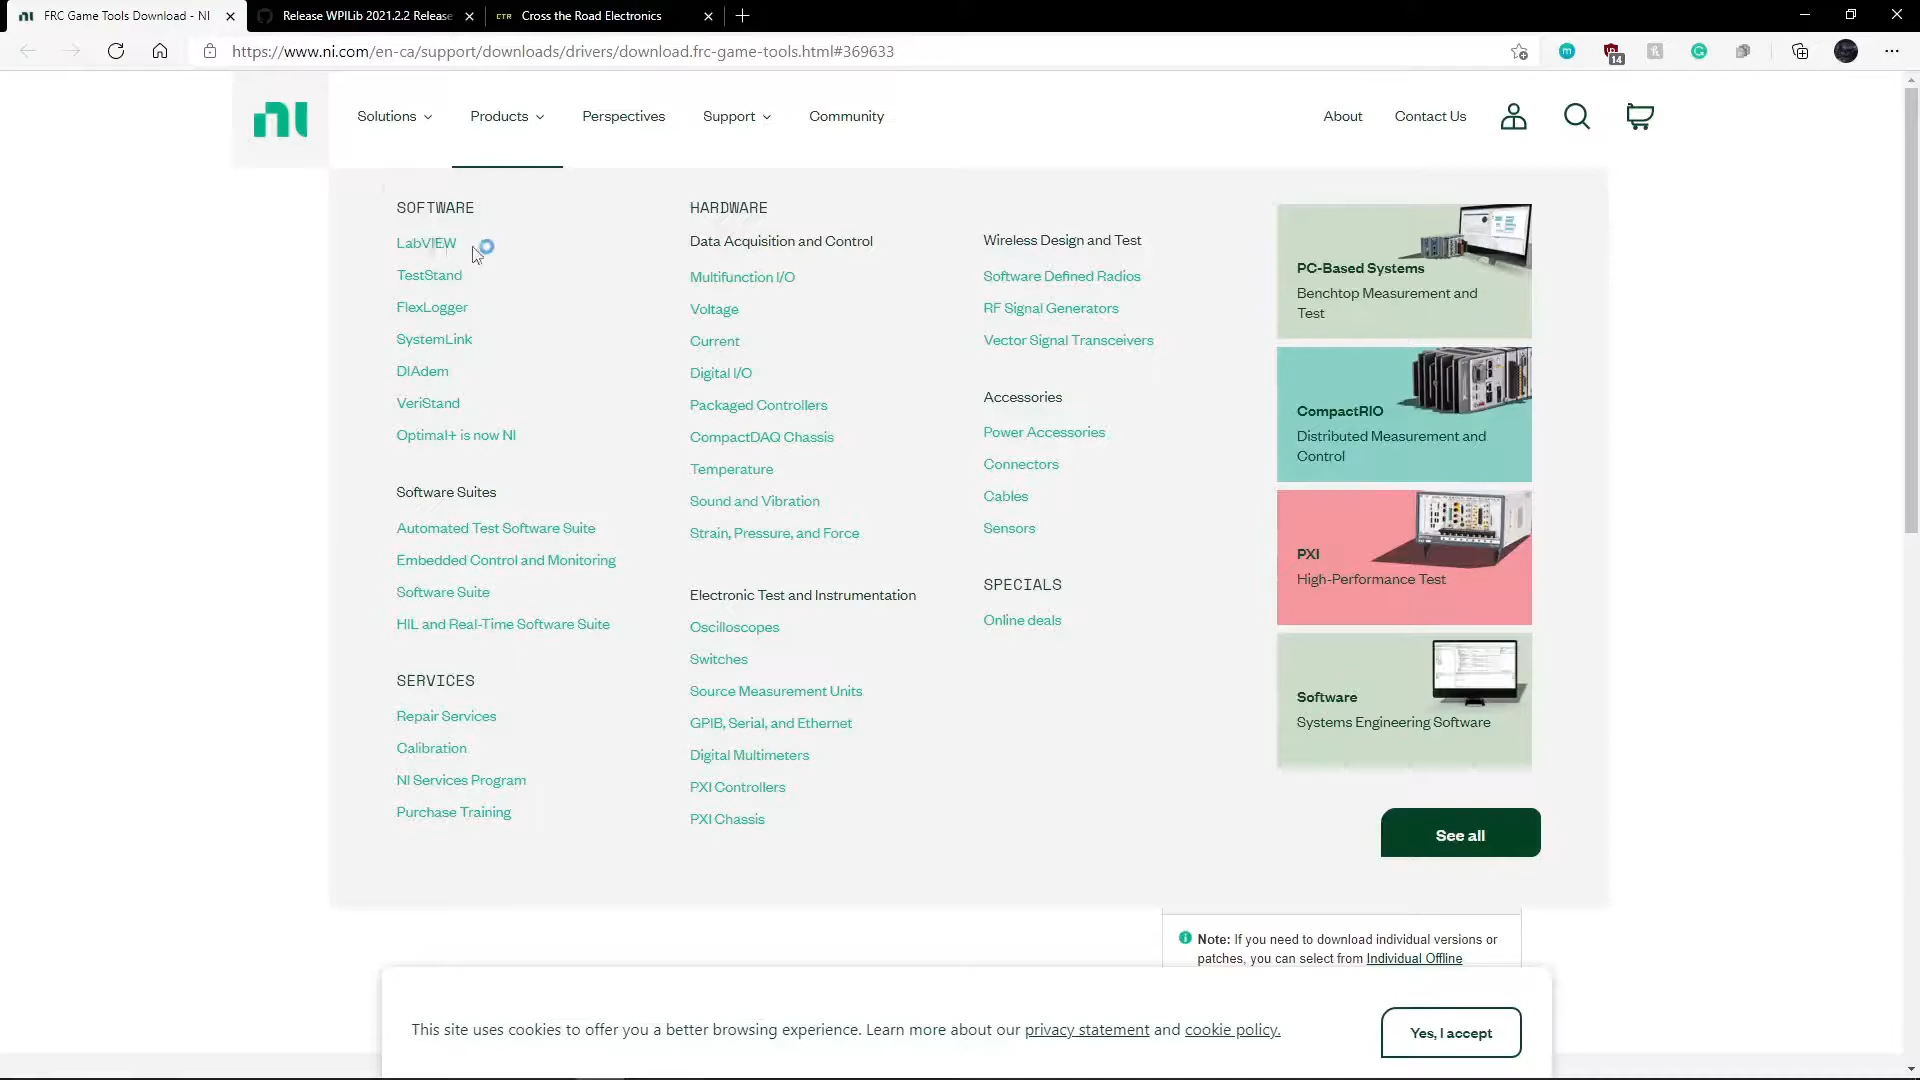 FRC Game Tools Download - NI
Release WPILib 2021.2.2 Release
CTR Cross the Road Electronics
https://www.ni.com/en-ca/support/downloads/drivers/download.frc-game-tools.html#369633
14
ni
Solutions
Products
Perspectives
Support
Community
About
Contact Us
SOFTWARE
LabVIEW
TestStand
FlexLogger
SystemLink
DIAdem
VeriStand
Optimal+ is now NI
Software Suites
Automated Test Software Suite
Embedded Control and Monitoring
Software Suite
HIL and Real-Time Software Suite
SERVICES
Repair Services
Calibration
NI Services Program
Purchase Training
HARDWARE
Data Acquisition and Control
Multifunction I/O
Voltage
Current
Digital I/O
Packaged Controllers
CompactDAQ Chassis
Temperature
Sound and Vibration
Strain, Pressure, and Force
Electronic Test and Instrumentation
Oscilloscopes
Switches
Source Measurement Units
GPIB, Serial, and Ethernet
Digital Multimeters
PXI Controllers
PXI Chassis
Wireless Design and Test
Software Defined Radios
RF Signal Generators
Vector Signal Transceivers
Accessories
Power Accessories
Connectors
Cables
Sensors
SPECIALS
Online deals
PC-Based Systems
Benchtop Measurement and
Test
CompactRIO
Distributed Measurement and
Control
PXI
High-Performance Test
Software
Systems Engineering Software
See all
Note: If you need to download individual versions or
patches, you can select from Individual Offline
This site uses cookies to offer you a better browsing experience. Learn more about our privacy statement and cookie policy.
Yes, I accept